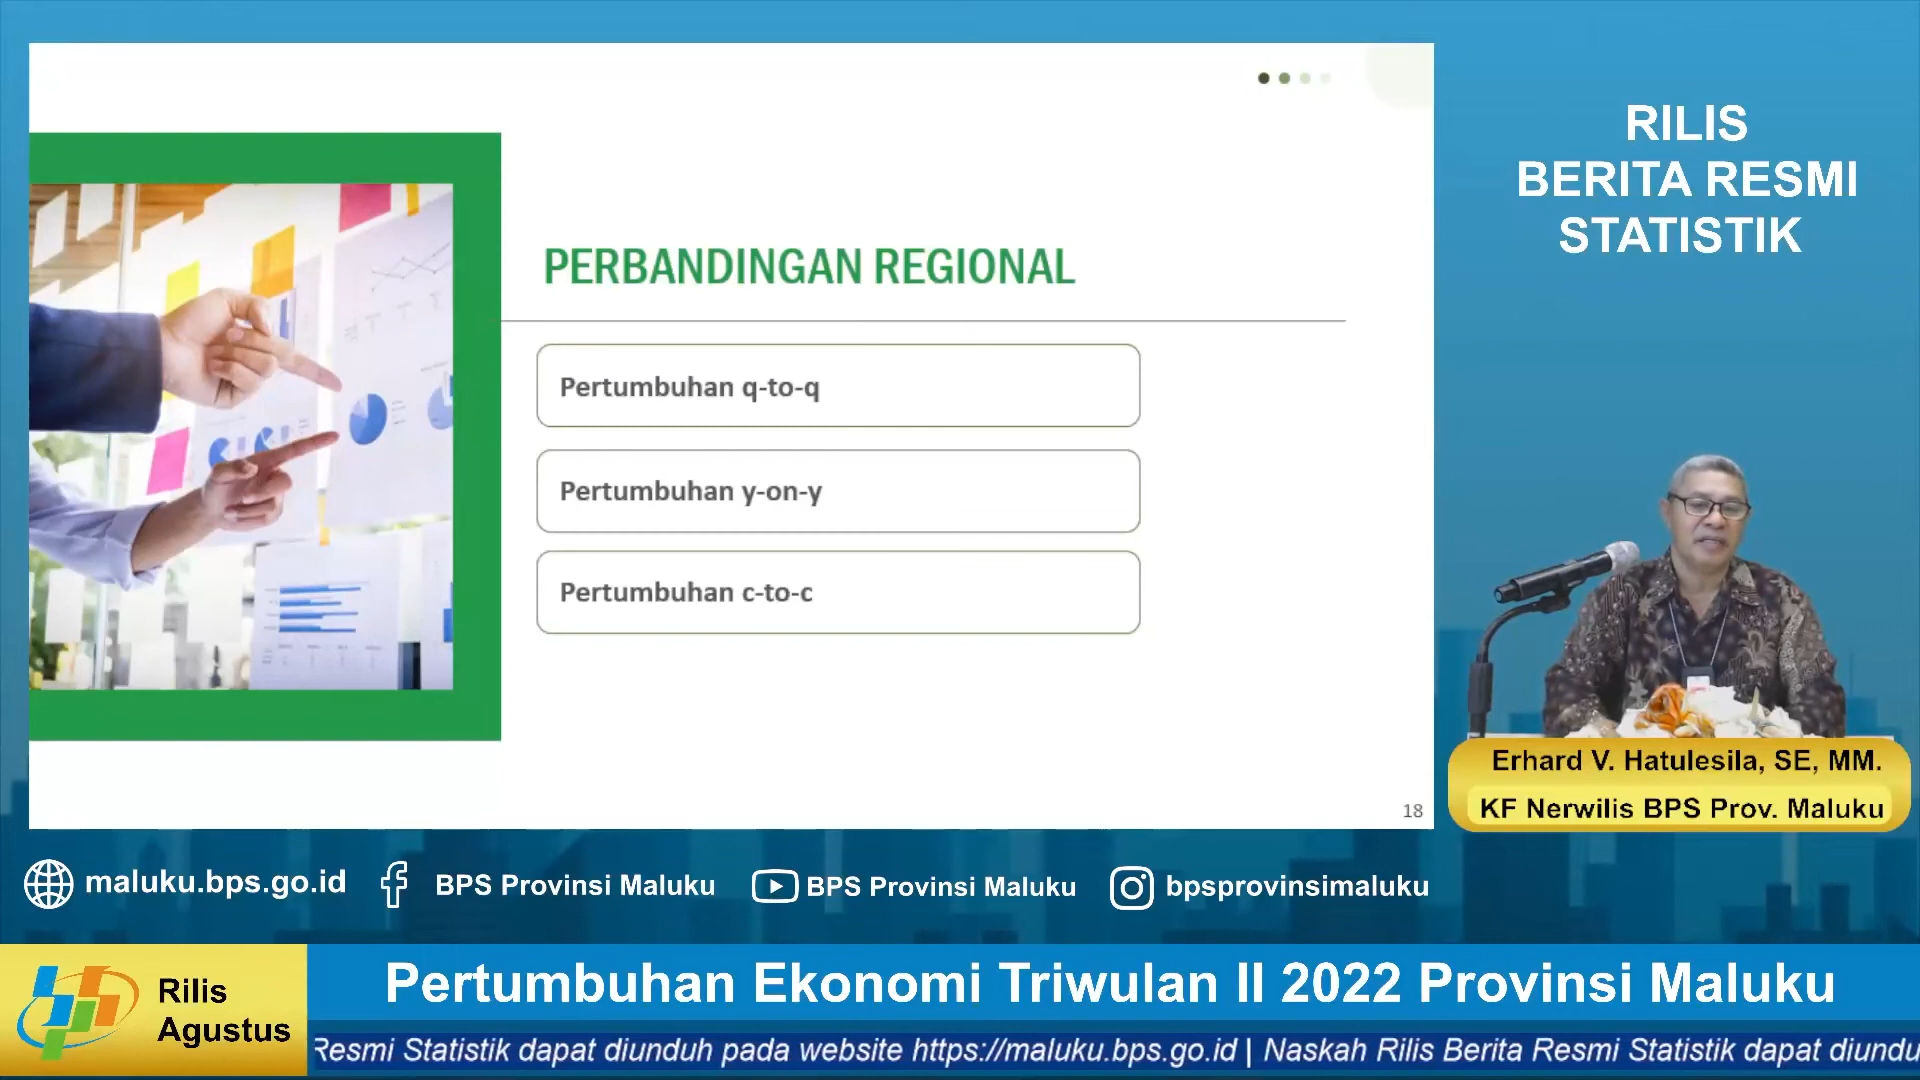 PERBANDINGAN REGIONAL
Pertumbuhan q-to-q
Pertumbuhan y-on-y
Pertumbuhan c-to-c
18
RILIS
BERITA RESMI
STATISTIK
Erhard V. Hatulesila, SE, MM.
KF Nerwilis BPS Prov. Maluku
maluku.bps.go.id
BPS Provinsi Maluku
BPS Provinsi Maluku
bpsprovinsimaluku
Rilis
Agustus
Pertumbuhan Ekonomi Triwulan II 2022 Provinsi Maluku
Resmi Statistik dapat diunduh pada website https://maluku.bps.go.id | Naskah Rilis Berita Resmi Statistik dapat diundu